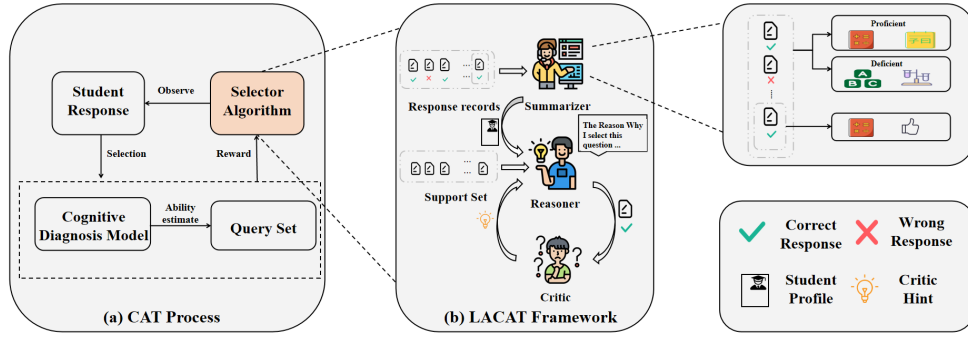 Student
Response
Observe
Selector
Algorithm
Selection
Reward
Cognitive
Diagnosis Model
Ability
estimate
Query Set
(a) CAT Process
Response records
Summarizer
The Reason Why
I select this
question ...
Support Set
Reasoner
Critic
(b) LACAT Framework
Proficient
Deficient
A
B C
Correct
Response
Wrong
Response
Student
Profile
Critic
Hint